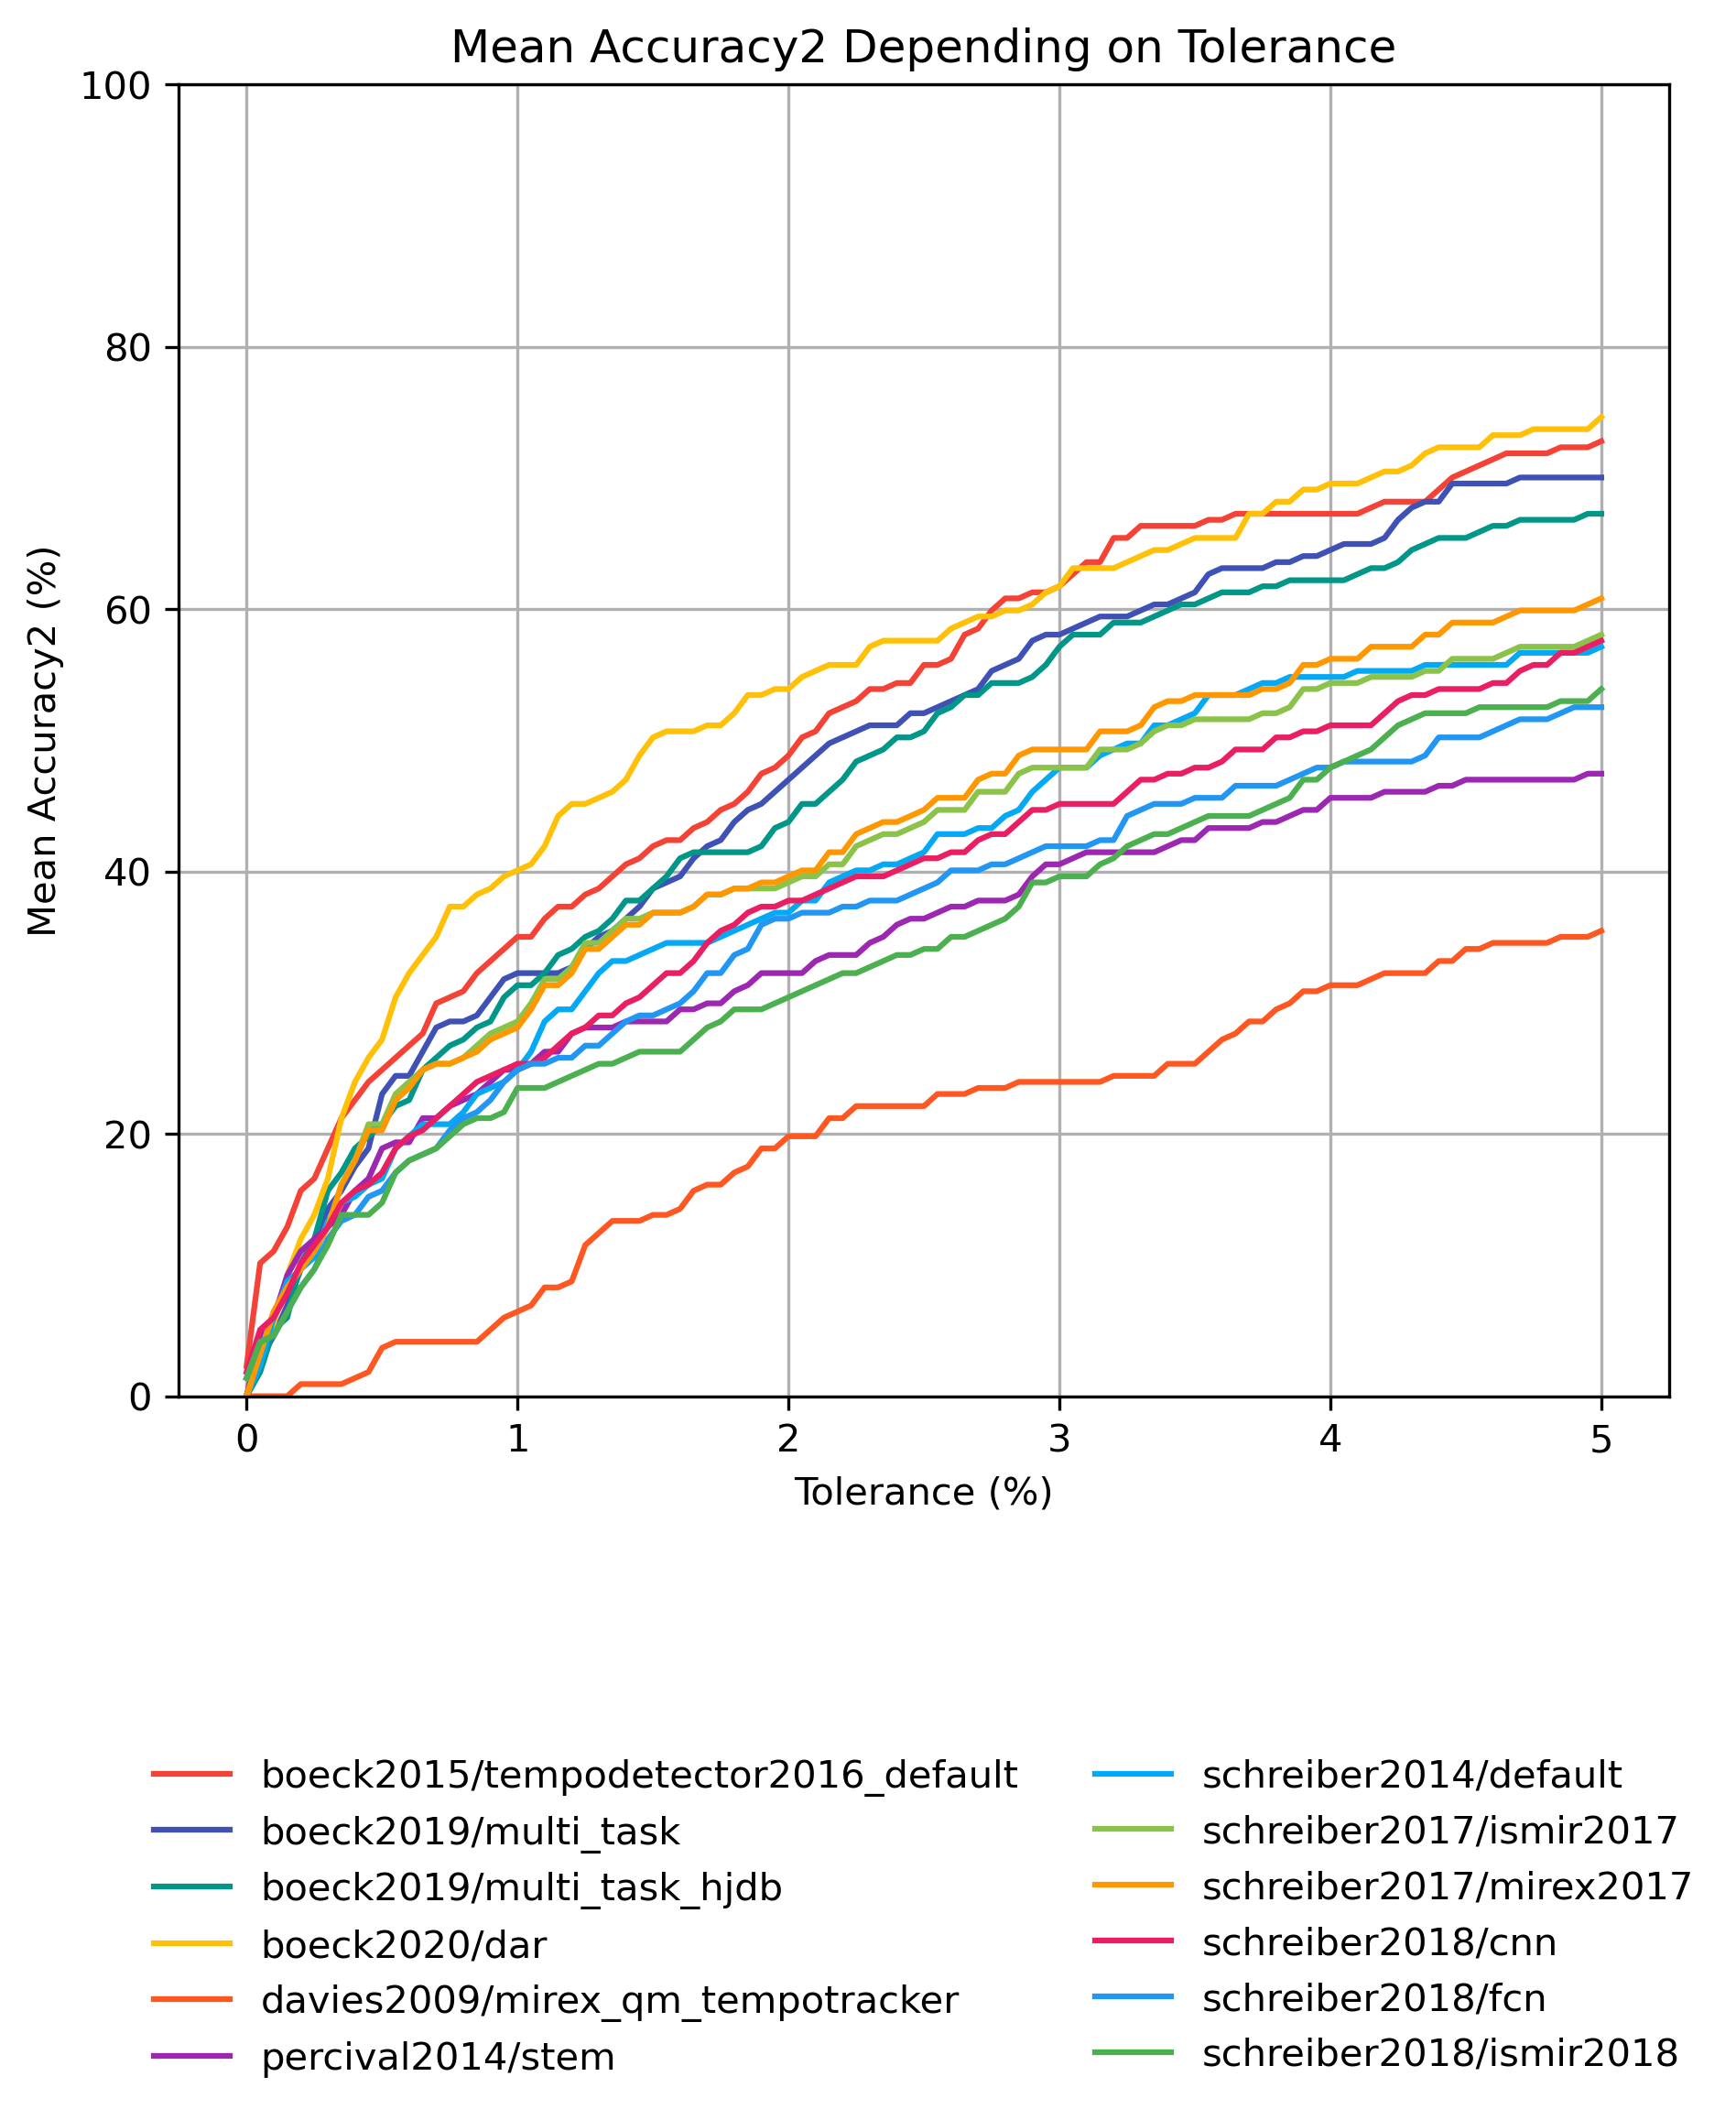 Mean Accuracy2 Depending on Tolerance
Mean Accuracy2 (%)
100
80
60
40
20
0
0 1 2 3 4 5
Tolerance (%)
boeck2015/tempodetector2016_default
boeck2019/multi_task
boeck2019/multi_task_hjdb
boeck2020/dar
davies2009/mirex_qm_tempotracker
percival2014/stem
schreiber2014/default
schreiber2017/ismir2017
schreiber2017/mirex2017
schreiber2018/cnn
schreiber2018/fcn
schreiber2018/ismir2018